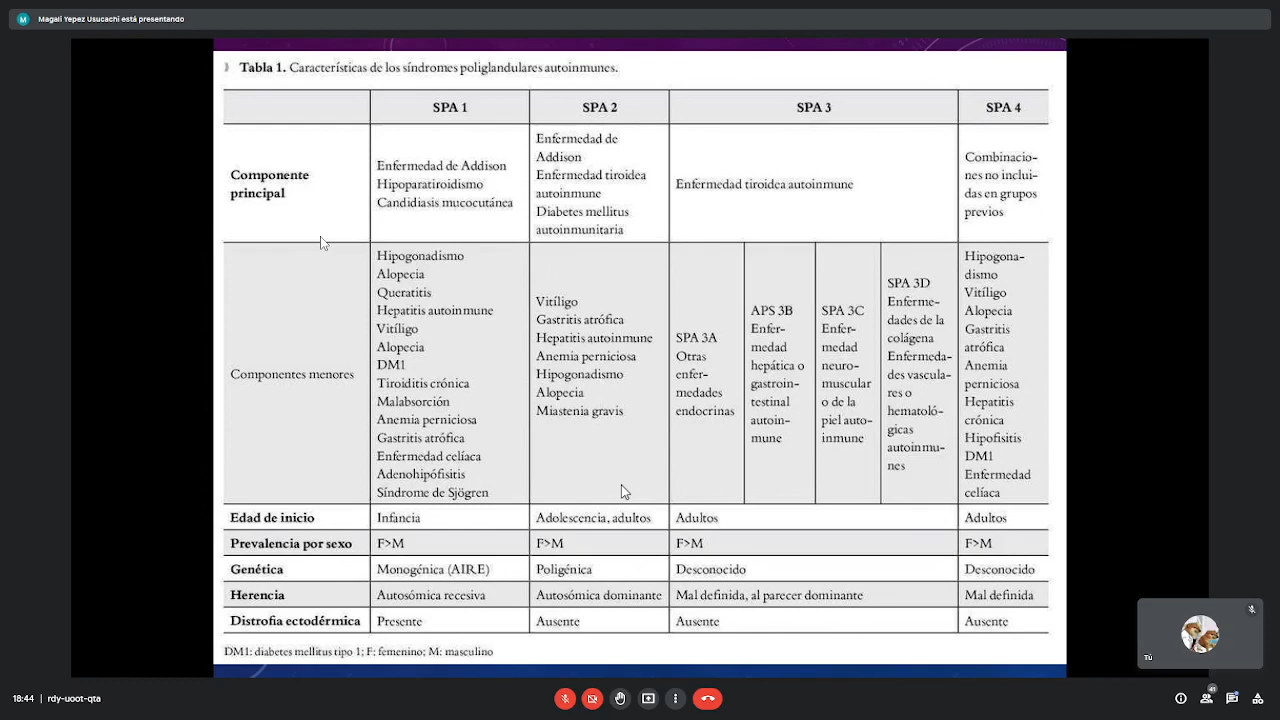 M Magali Yepez Usucachi está presentando
Tabla 1. Características de los síndromes poliglandulares autoinmunes.
SPA 1
SPA 2
SPA 3
SPA 4
Componente
principal
Enfermedad de Addison
Hipoparatiroidismo
Candidiasis mucocutánea
Enfermedad de
Addison
Enfermedad tiroidea
autoinmune
Diabetes mellitus
autoinmunitaria
Enfermedad tiroidea autoinmune
Combinacio-
nes no inclui-
das en grupos
previos
Componentes menores
Hipogonadismo
Alopecia
Queratitis
Hepatitis autoinmune
Vitíligo
Alopecia
DM1
Tiroiditis crónica
Malabsorción
Anemia perniciosa
Gastritis atrófica
Enfermedad celíaca
Adenohipófisitis
Síndrome de Sjögren
Vitíligo
Gastritis atrófica
Hepatitis autoinmune
Anemia perniciosa
Hipogonadismo
Alopecia
Miastenia gravis
SPA 3A
Otras
enfer-
medades
endocrinas
APS 3B
Enfer-
medad
hepática o
gastroin-
testinal
autoin-
mune
SPA 3C
Enfer-
medad
neuro-
muscular
o de la
piel auto-
inmune
SPA 3D
Enferme-
dades de la
colágena
Enfermeda-
des vascula-
res o
hematoló-
gicas
autoinmu-
nes
Hipogona-
dismo
Vitíligo
Alopecia
Gastritis
atrófica
Anemia
perniciosa
Hepatitis
crónica
Hipofisitis
DM1
Enfermedad
celíaca
Edad de inicio
Infancia
Adolescencia, adultos
Adultos
Adultos
Prevalencia por sexo
F>M
F>M
F>M
F>M
Genética
Monogénica (AIRE)
Poligénica
Desconocido
Desconocido
Herencia
Autosómica recesiva
Autosómica dominante
Mal definida, al parecer dominante
Mal definida
Distrofia ectodérmica
Presente
Ausente
Ausente
Ausente
DM1: diabetes mellitus tipo 1; F: femenino; M: masculino
Tú
18:44 | rdy-uoot-qta
41